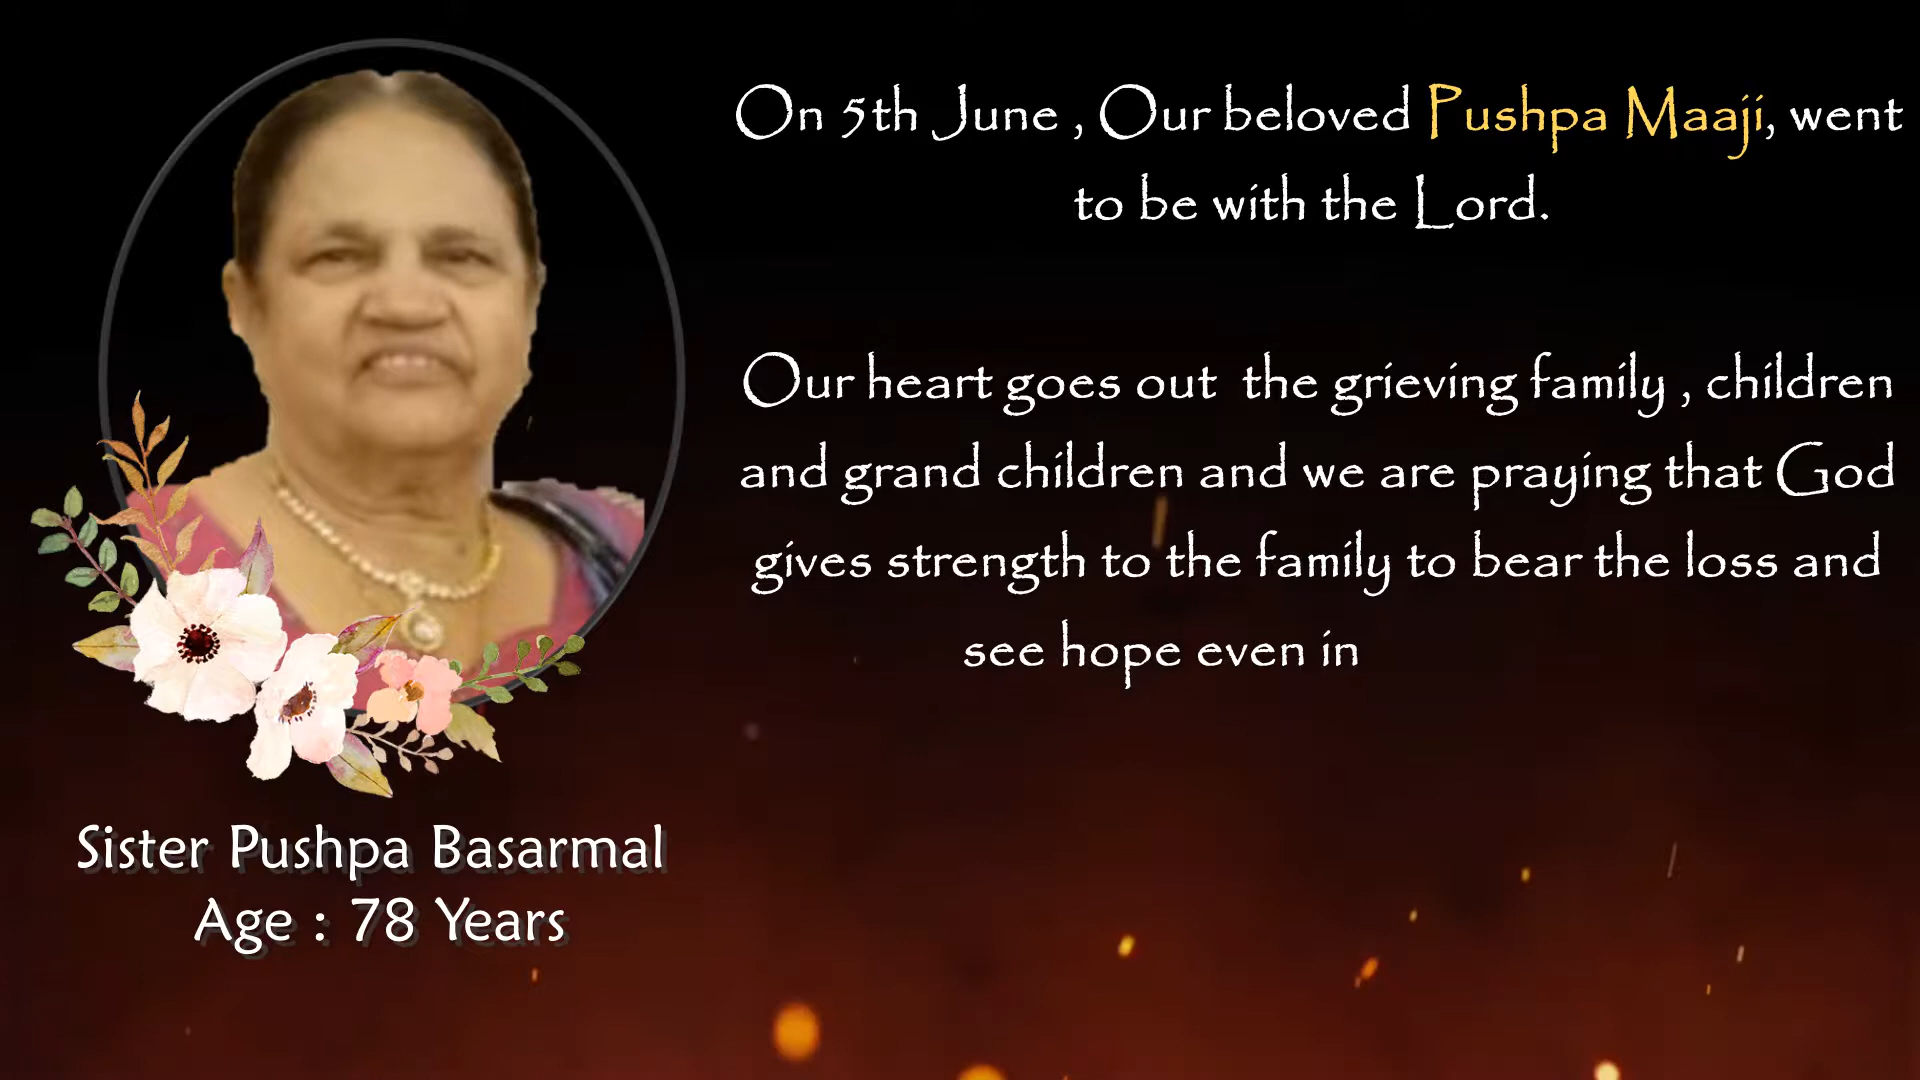 On 5th June , Our beloved Pushpa Maaji, went
to be with the Lord.
Our heart goes out the grieving family , children
and grand children and we are praying that God
gives strength to the family to bear the loss and
see hope even in
Sister Pushpa Basarmal
Age : 78 Years